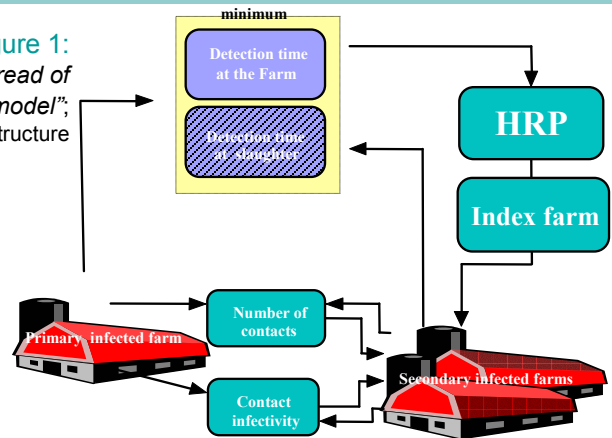 minimum
gure 1:
read of
model";
tructure
Detection time
at the Farm
Detection time
at slaughter
HRP
Index farm
Number of
contacts
Primary infected farm
Secondary infected farms
Contact
infectivity